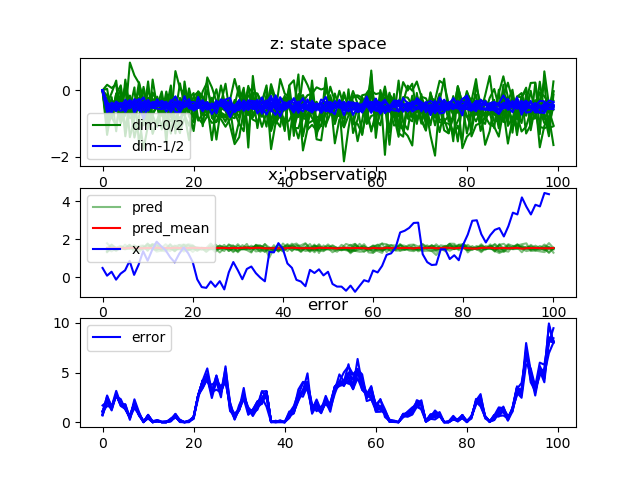 z: state space
0
−2
dim-0/2
dim-1/2
0 20 40 60 80 100
x: observation
4
2
0
pred
pred_mean
x
0 20 40 60 80 100
error
10
5
0
error
0 20 40 60 80 100